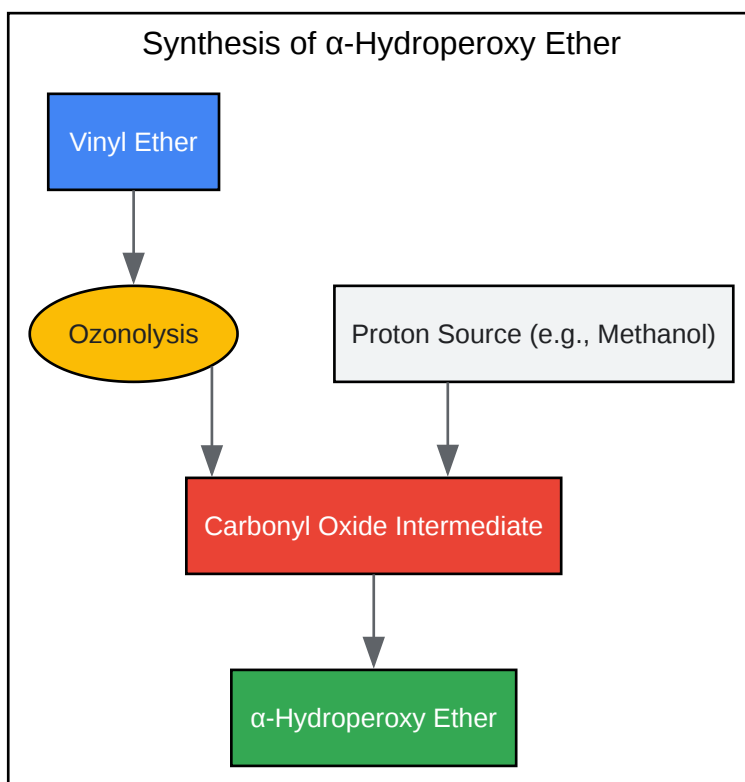 Synthesis of α-Hydroperoxy Ether
Vinyl Ether
Ozonolysis
Proton Source (e.g., Methanol)
Carbonyl Oxide Intermediate
α-Hydroperoxy Ether